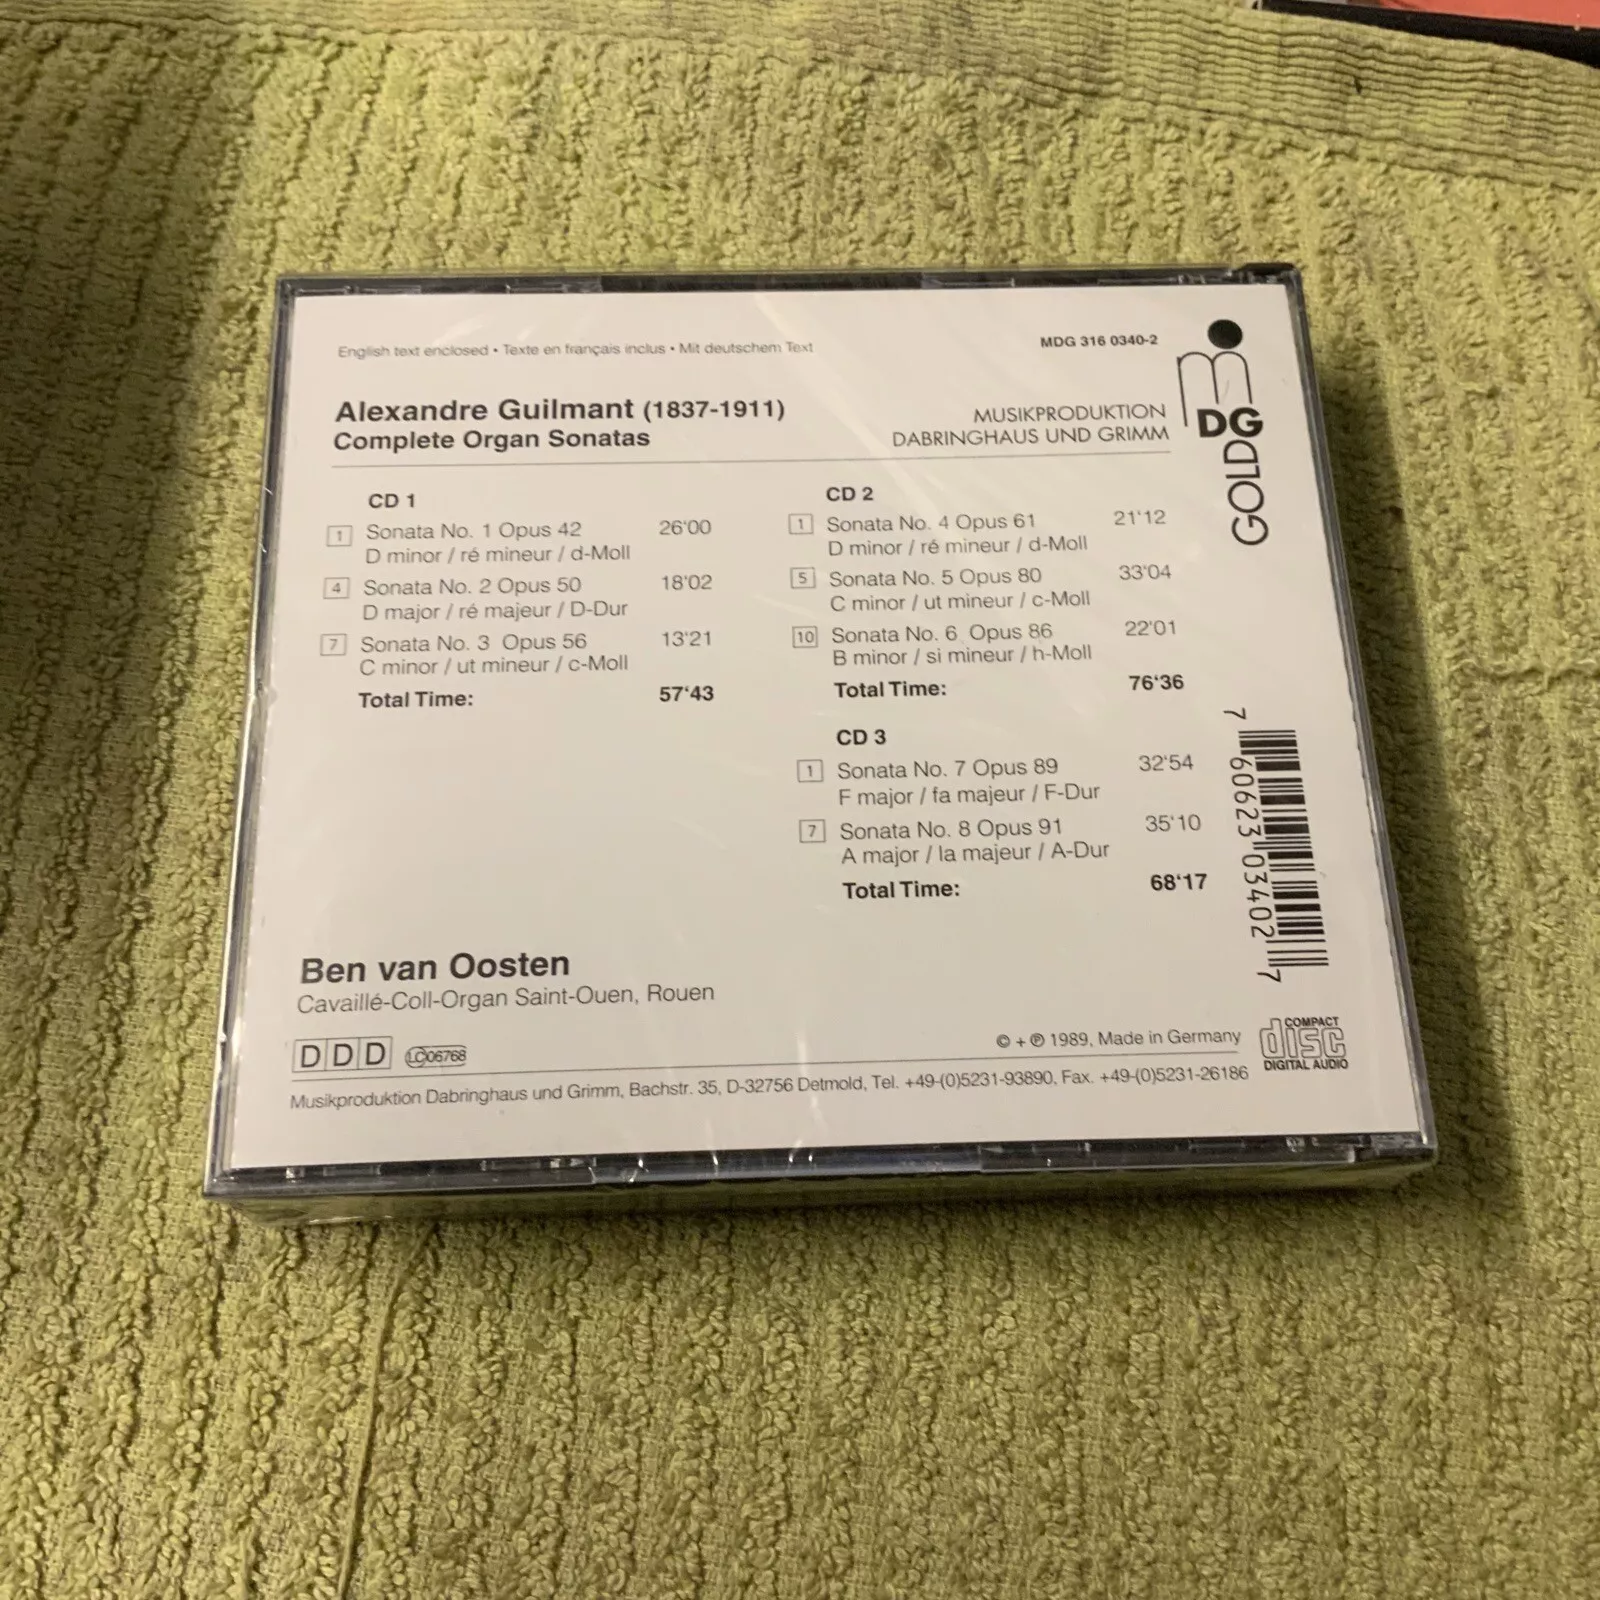 English text enclosed • Texte en français inclus • Mit deutschem Text
MDG 316 0340-2
Alexandre Guilmant (1837-1911)
Complete Organ Sonatas
MUSIKPRODUKTION
DABRINGHAUS UND GRIMM
mDG
GOLD
CD 1
1 Sonata No. 1 Opus 42 26'00
D minor / ré mineur / d-Moll
4 Sonata No. 2 Opus 50 18'02
D major / ré majeur / D-Dur
7 Sonata No. 3 Opus 56 13'21
C minor / ut mineur / c-Moll
Total Time: 57'43
CD 2
1 Sonata No. 4 Opus 61 21'12
D minor / ré mineur / d-Moll
5 Sonata No. 5 Opus 80 33'04
C minor / ut mineur / c-Moll
10 Sonata No. 6 Opus 86 22'01
B minor / si mineur / h-Moll
Total Time: 76'36
CD 3
1 Sonata No. 7 Opus 89 32'54
F major / fa majeur / F-Dur
7 Sonata No. 8 Opus 91 35'10
A major / la majeur / A-Dur
Total Time: 68'17
7 60623 03402 7
Ben van Oosten
Cavaillé-Coll-Organ Saint-Ouen, Rouen
DDD LC06768
© + ℗ 1989, Made in Germany
COMPACT
disc
DIGITAL AUDIO
Musikproduktion Dabringhaus und Grimm, Bachstr. 35, D-32756 Detmold, Tel. +49-(0)5231-93890, Fax. +49-(0)5231-26186